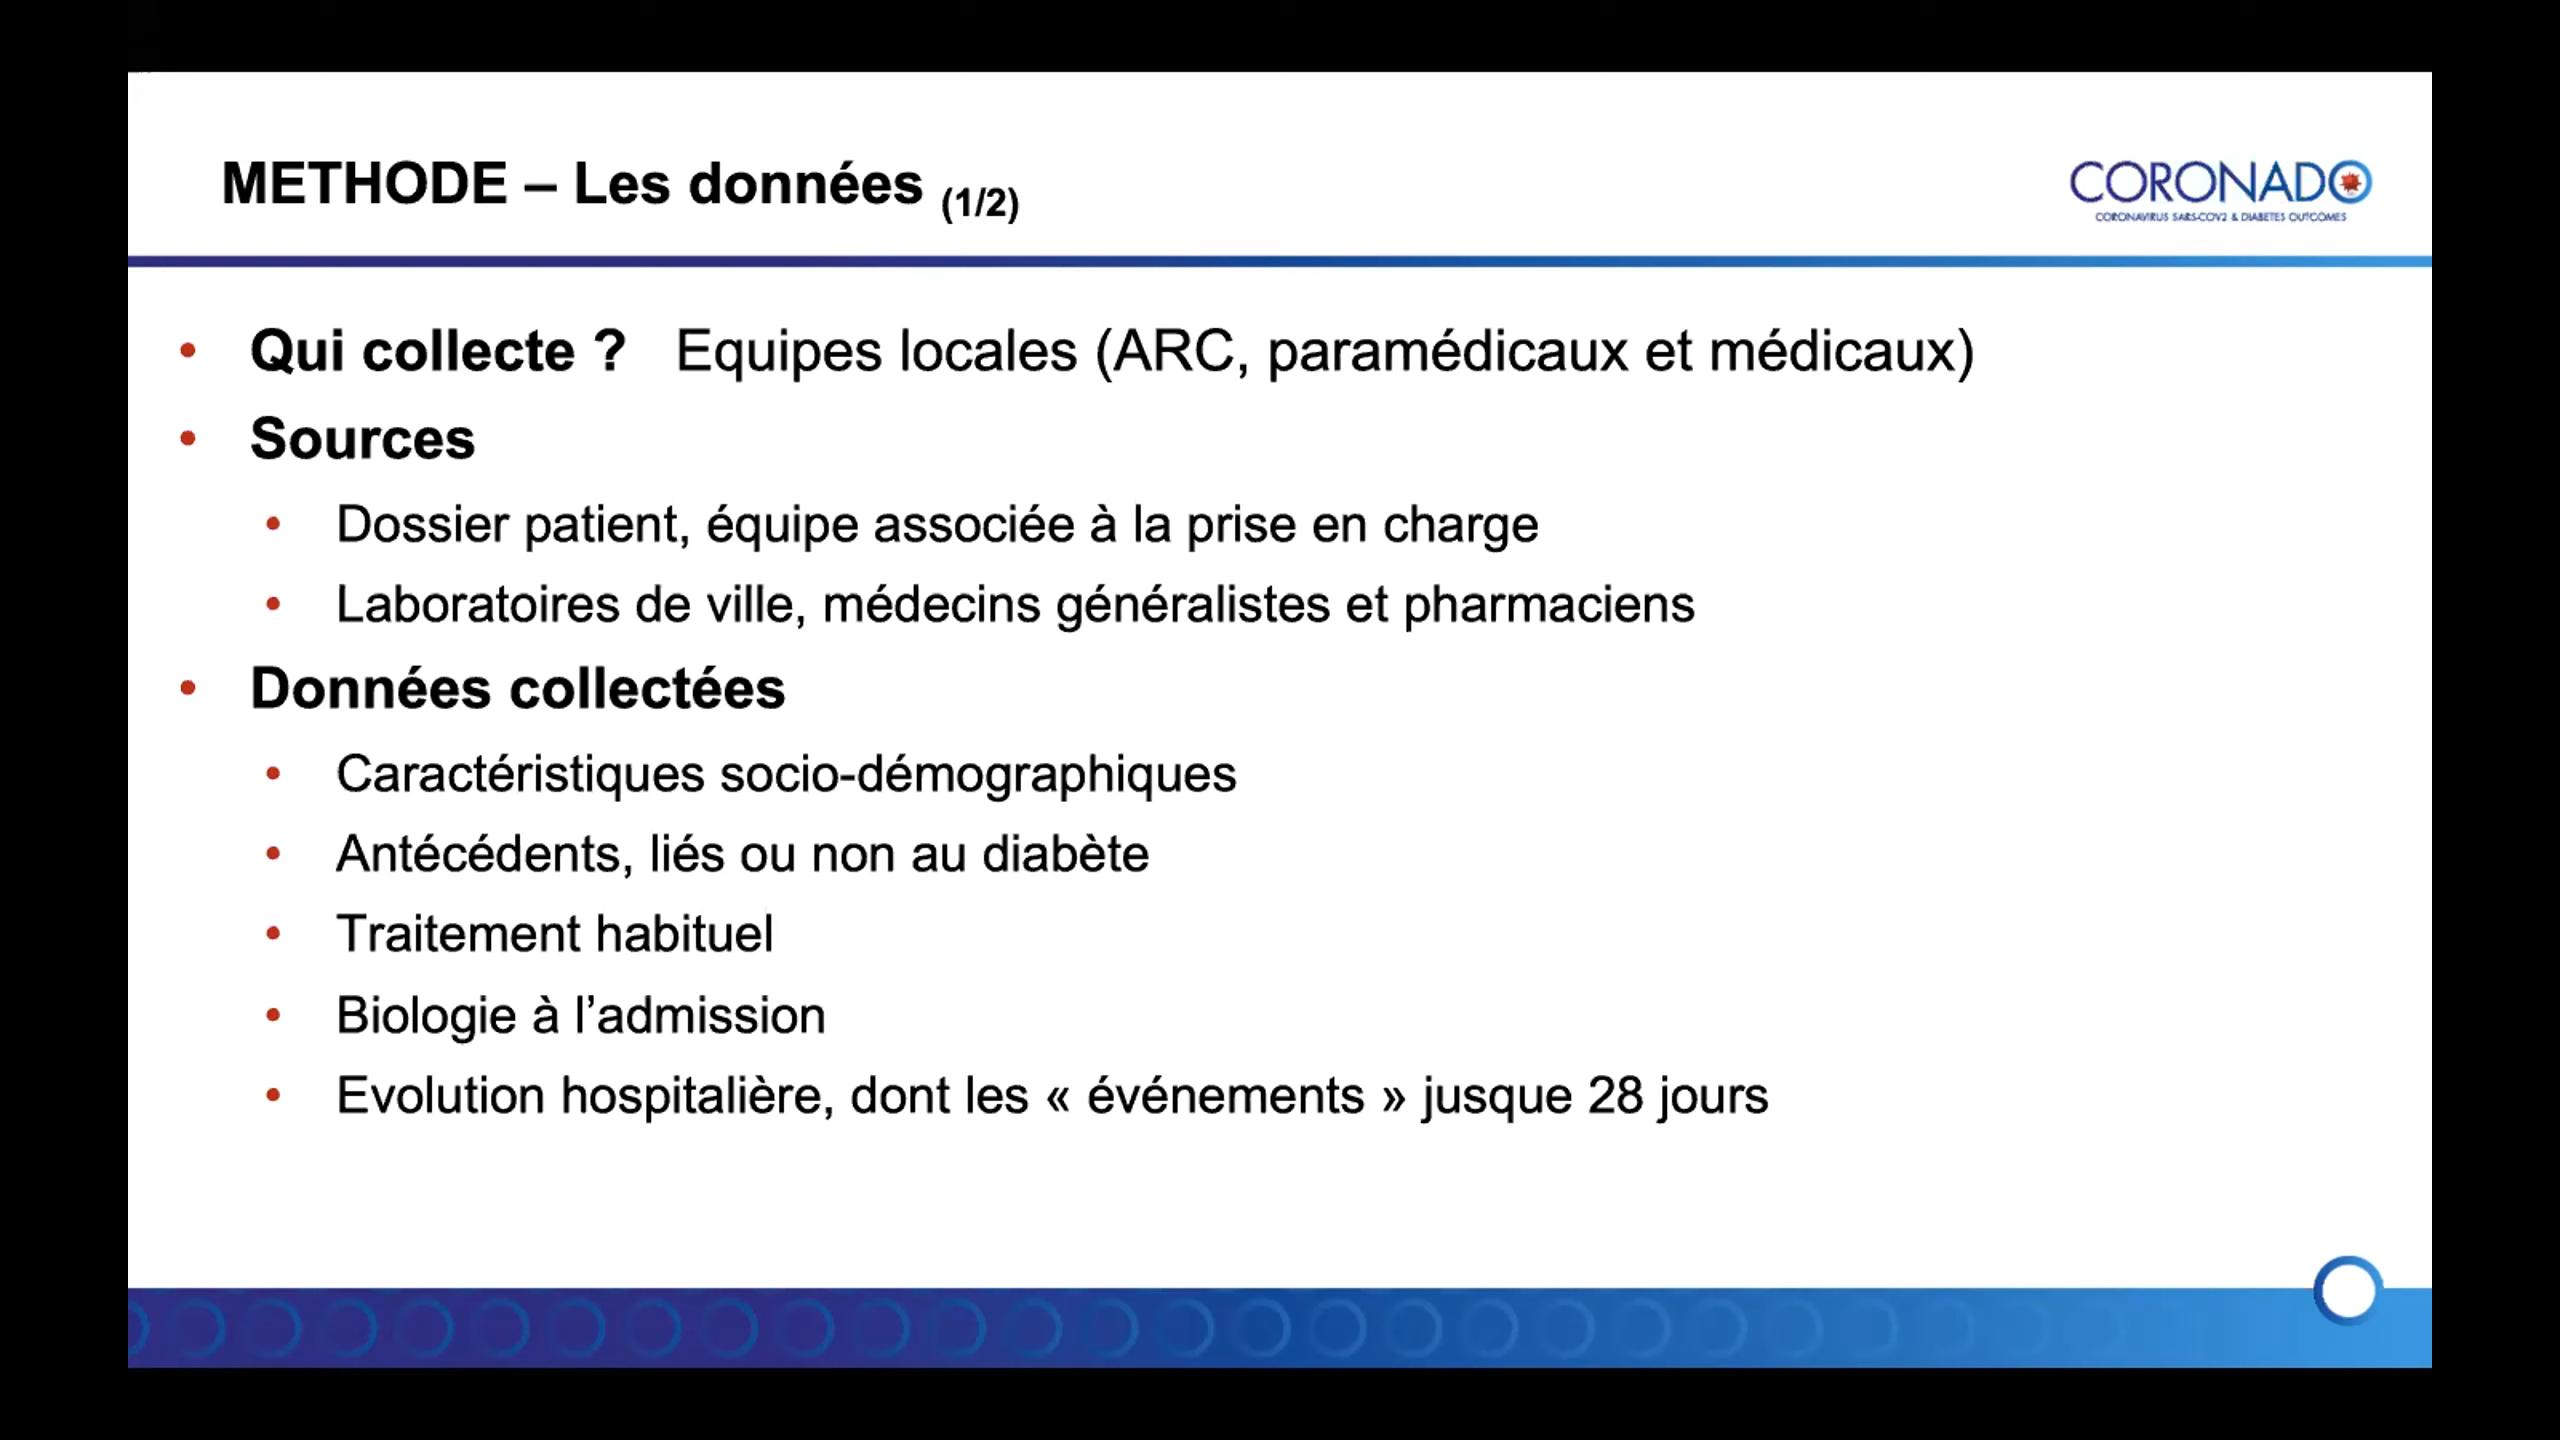 METHODE – Les données (1/2)
CORONADO
CORONAVIRUS SARS-COV2 & DIABETES OUTCOMES
• Qui collecte ? Equipes locales (ARC, paramédicaux et médicaux)
• Sources
• Dossier patient, équipe associée à la prise en charge
• Laboratoires de ville, médecins généralistes et pharmaciens
• Données collectées
• Caractéristiques socio-démographiques
• Antécédents, liés ou non au diabète
• Traitement habituel
• Biologie à l’admission
• Evolution hospitalière, dont les « événements » jusque 28 jours